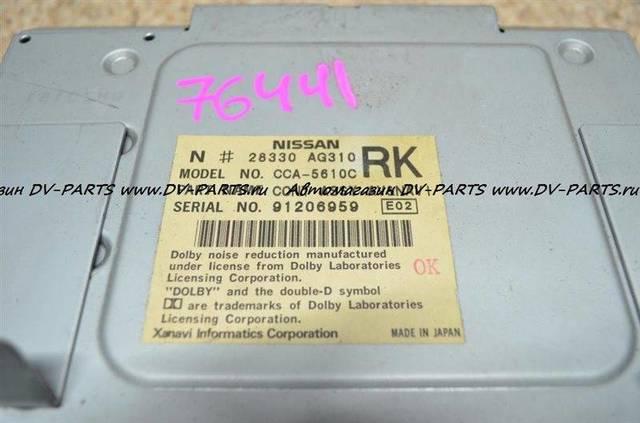 76441
NISSAN
N # 28330 AG310 RK
MODEL NO. CCA-5610C
зин DV-PARTS www.DV-PARTS.ru Автомагазин DV-PARTS www.DV-PARTS.ru
SERIAL NO. 91206959 E02
Dolby noise reduction manufactured
under license from Dolby Laboratories
Licensing Corporation.
OK
"DOLBY" and the double-D symbol
are trademarks of Dolby Laboratories
Licensing Corporation.
Xanavi Informatics Corporation MADE IN JAPAN